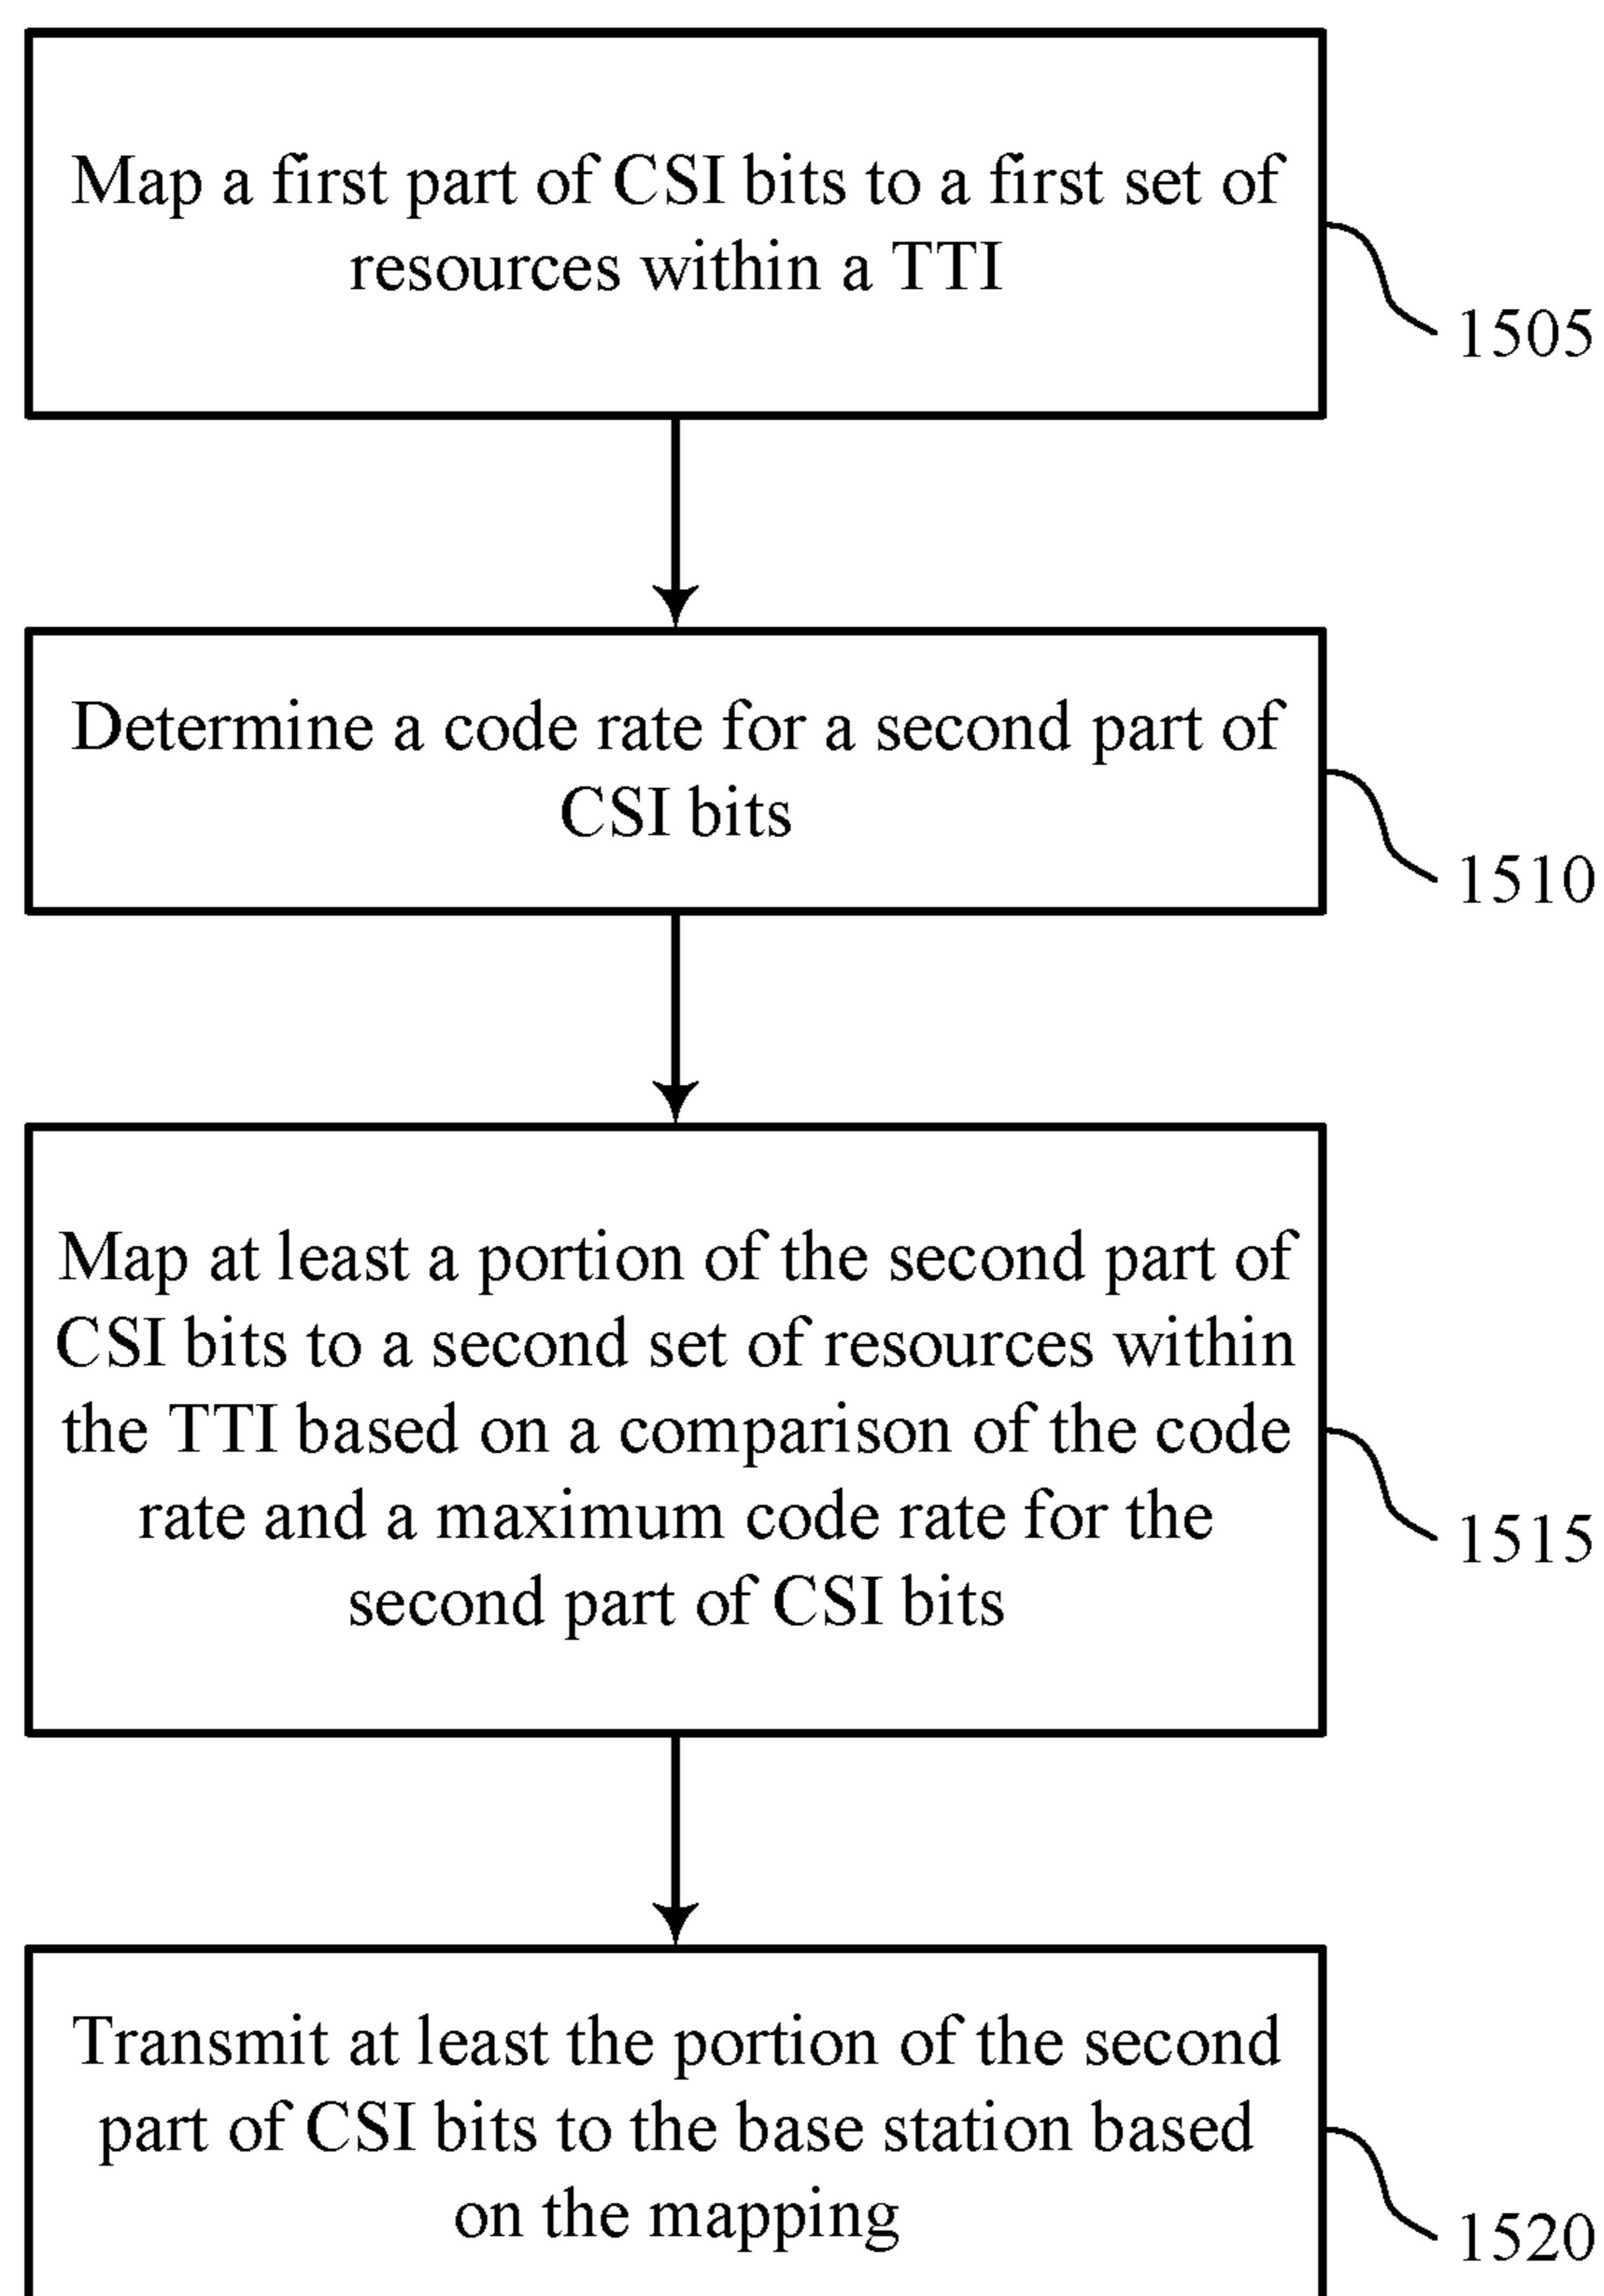 Map a first part of CSI bits to a first set of
resources within a TTI
1505
Determine a code rate for a second part of
CSI bits
1510
Map at least a portion of the second part of
CSI bits to a second set of resources within
the TTI based on a comparison of the code
rate and a maximum code rate for the
second part of CSI bits
1515
Transmit at least the portion of the second
part of CSI bits to the base station based
on the mapping
1520